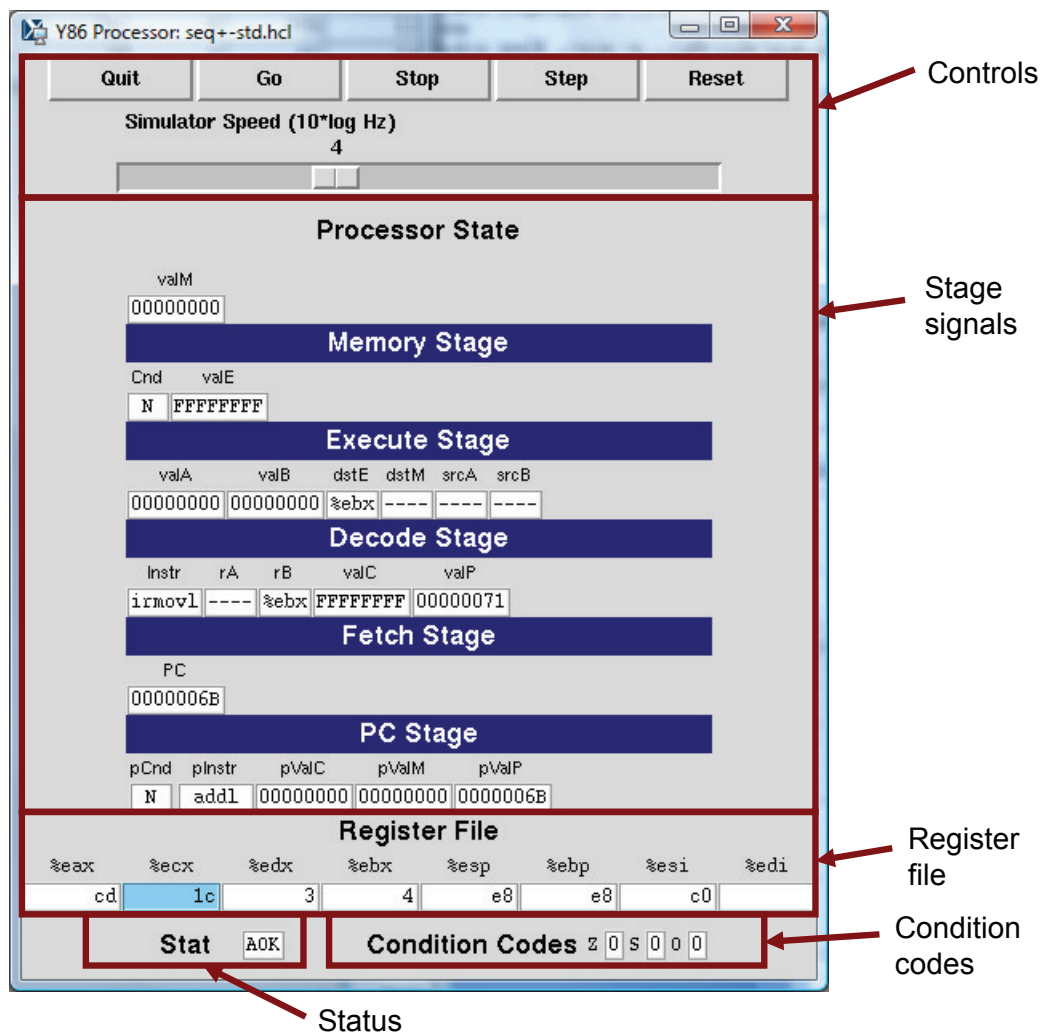 Y86 Processor: seq+-std.hcl
Quit Go Stop Step Reset
Controls
Simulator Speed (10*log Hz)
4
Processor State
valM
00000000
Stage
signals
Memory Stage
Cnd valE
N FFFFFFFF
Execute Stage
valA valB dstE dstM srcA srcB
00000000 00000000 %ebx ---- ---- ----
Decode Stage
Instr rA rB valC valP
irmovl ---- %ebx FFFFFFFF 00000071
Fetch Stage
PC
0000006B
PC Stage
pCnd pInstr pValC pValM pValP
N addl 00000000 00000000 0000006B
Register File
%eax %ecx %edx %ebx %esp %ebp %esi %edi
cd 1c 3 4 e8 e8 c0
Register
file
Stat AOK Condition Codes Z 0 S 0 O 0
Condition
codes
Status